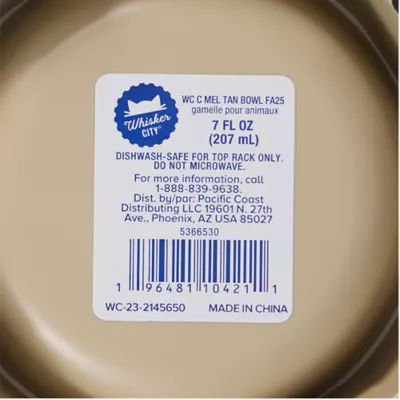 Whisker
CITY®
WC C MEL TAN BOWL FA25
gamelle pour animaux
7 FL OZ
(207 mL)
DISHWASH-SAFE FOR TOP RACK ONLY.
DO NOT MICROWAVE.
For more information, call
1-888-839-9638.
Dist. by/par: Pacific Coast
Distributing LLC 19601 N. 27th
Ave., Phoenix, AZ USA 85027
5366530
1 96481 10421 1
WC-23-2145650 MADE IN CHINA